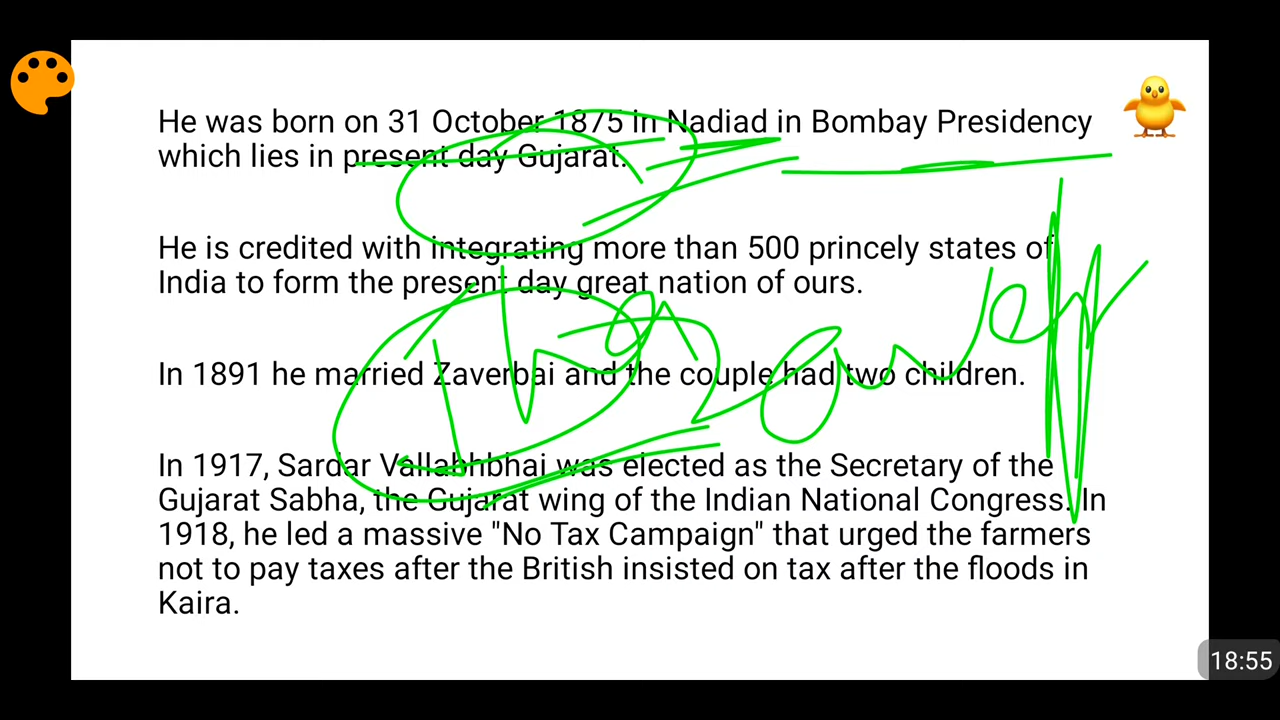 He was born on 31 October 1875 in Nadiad in Bombay Presidency
which lies in present day Gujarat.
He is credited with integrating more than 500 princely states of
India to form the present day great nation of ours.
In 1891 he married Zaverbai and the couple had two children.
In 1917, Sardar Vallabhbhai was elected as the Secretary of the
Gujarat Sabha, the Gujarat wing of the Indian National Congress. In
1918, he led a massive "No Tax Campaign" that urged the farmers
not to pay taxes after the British insisted on tax after the floods in
Kaira.
18:55